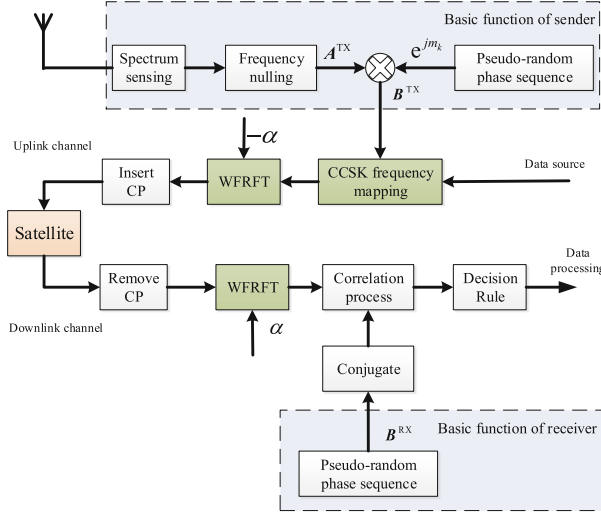 Basic function of sender
Spectrum
sensing
Frequency
nulling
A^TX
e^{jm_k}
Pseudo-random
phase sequence
B^TX
−α
Uplink channel
Insert
CP
WFRFT
CCSK frequency
mapping
Data source
Satellite
Remove
CP
WFRFT
Correlation
process
Decision
Rule
Data
processing
Downlink channel
α
Conjugate
B^RX
Basic function of receiver
Pseudo-random
phase sequence